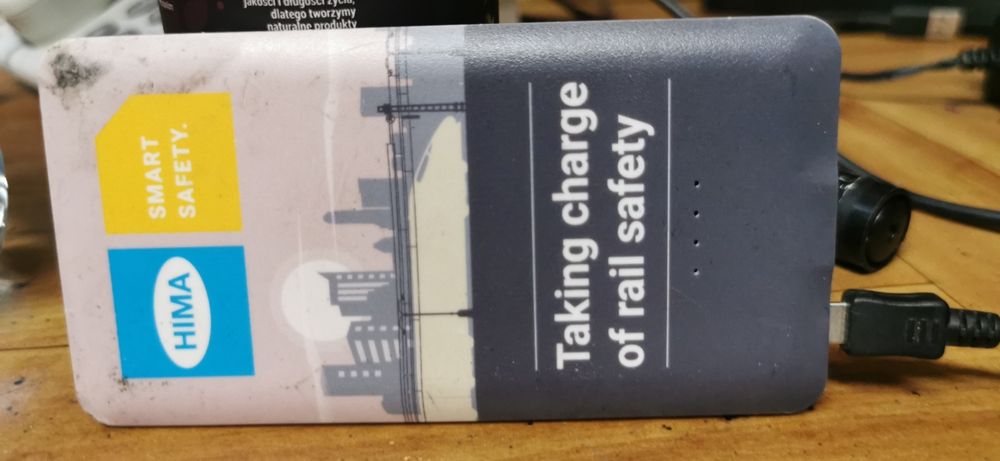 jakości i długości życia,
dlatego tworzymy
naturalne produkty
HIMA
SMART
SAFETY.
Taking charge
of rail safety